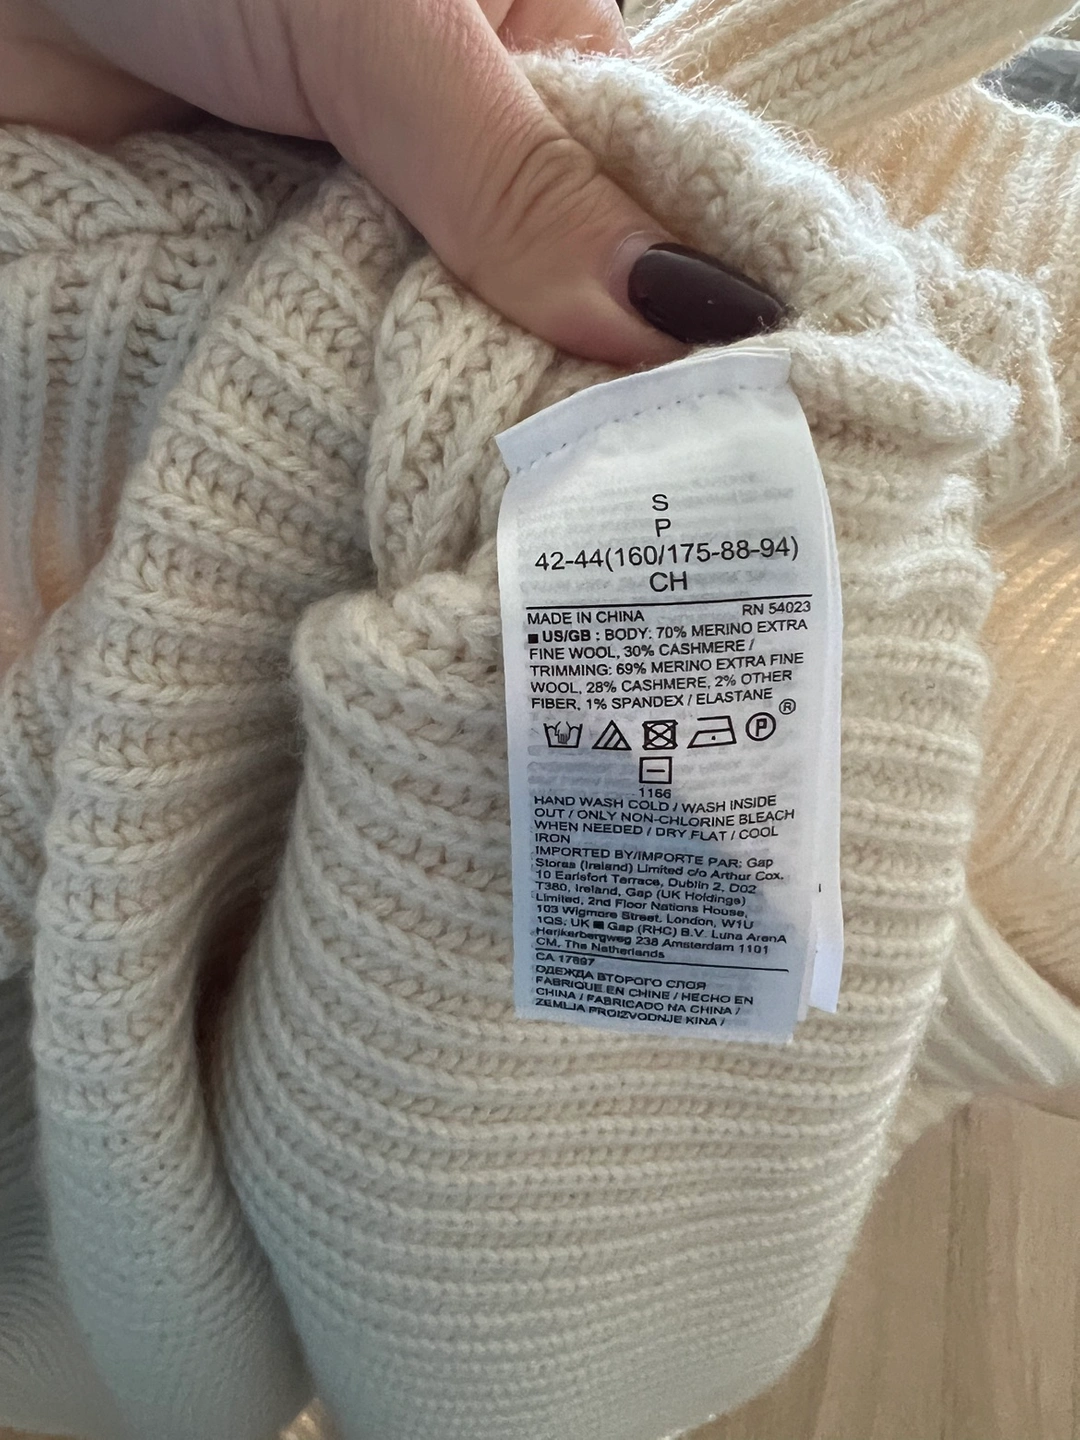 S
P
42-44(160/175-88-94)
CH
MADE IN CHINA RN 54023
■ US/GB : BODY: 70% MERINO EXTRA
FINE WOOL, 30% CASHMERE /
TRIMMING: 69% MERINO EXTRA FINE
WOOL, 28% CASHMERE, 2% OTHER
FIBER, 1% SPANDEX / ELASTANE
P ®
1166
HAND WASH COLD / WASH INSIDE
OUT / ONLY NON-CHLORINE BLEACH
WHEN NEEDED / DRY FLAT / COOL
IRON
IMPORTED BY/IMPORTE PAR: Gap
Stores (Ireland) Limited c/o Arthur Cox,
10 Earlsfort Terrace, Dublin 2, D02
T380, Ireland, Gap (UK Holdings)
Limited, 2nd Floor Nations House,
103 Wigmore Street, London, W1U
1QS, UK ■ Gap (RHC) B.V. Luna ArenA
Herikerbergweg 238 Amsterdam 1101
CM, The Netherlands
CA 17897
ОДЕЖДА ВТОРОГО СЛОЯ
FABRIQUE EN CHINE / HECHO EN
CHINA / FABRICADO NA CHINA /
ZEMLJA PROIZVODNJE KINA /